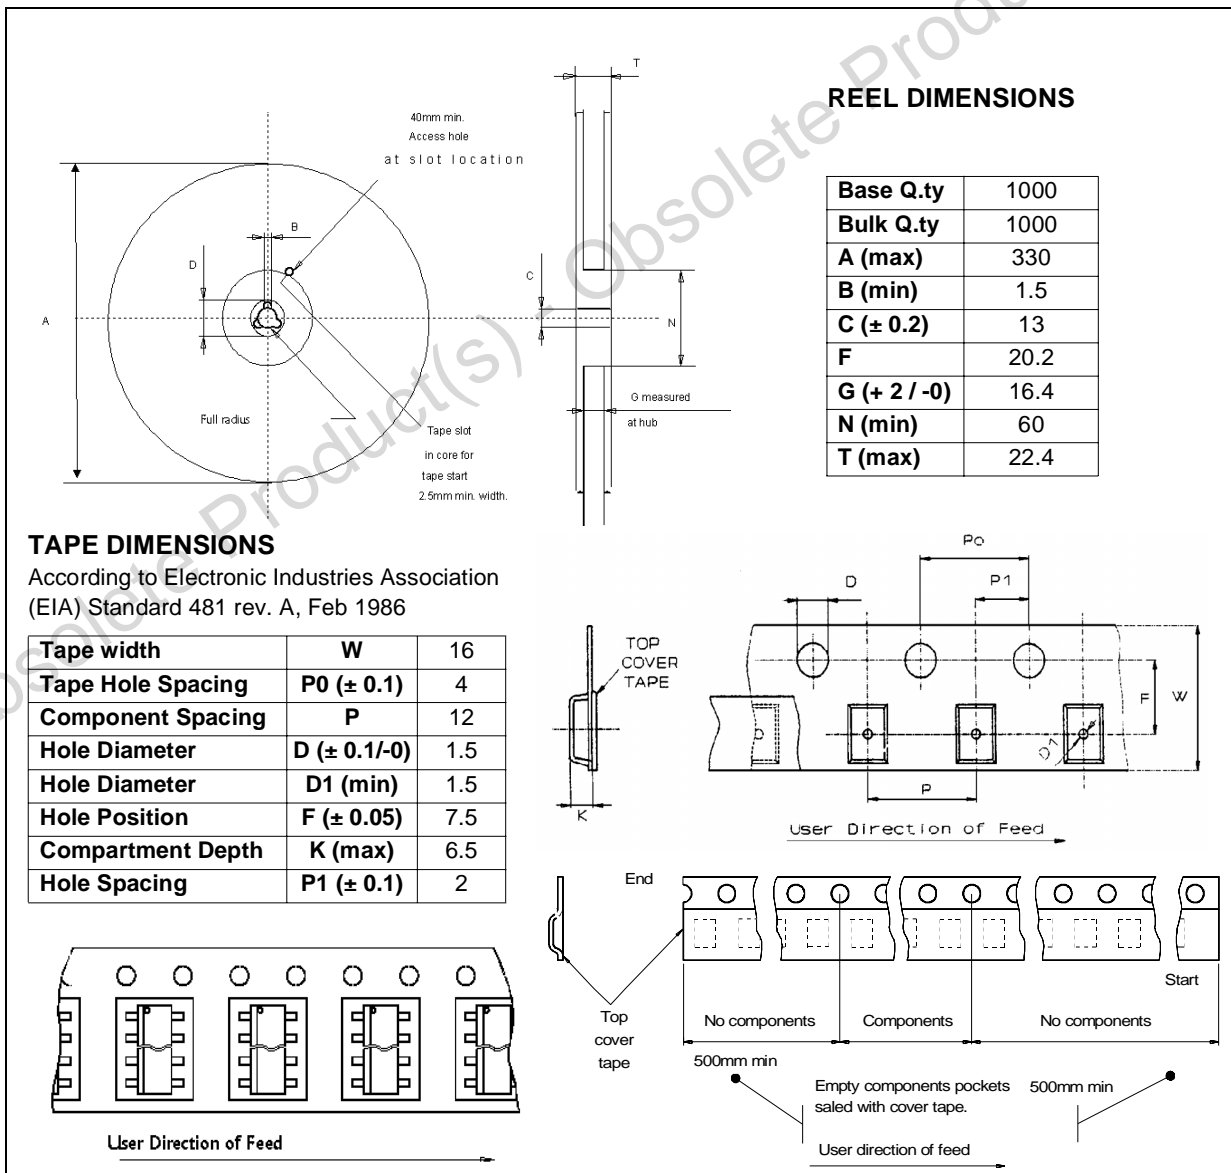 Obsolete Product(s) - Obsolete Product
REEL DIMENSIONS
T
40mm min.
Access hole
at slot location
B
D
A
C
N
Full radius
Tape slot
in core for
tape start
2.5mm min. width.
G measured
at hub
Base Q.ty 1000
Bulk Q.ty 1000
A (max) 330
B (min) 1.5
C (± 0.2) 13
F 20.2
G (+ 2 / -0) 16.4
N (min) 60
T (max) 22.4
TAPE DIMENSIONS
According to Electronic Industries Association
(EIA) Standard 481 rev. A, Feb 1986
Tape width W 16
Tape Hole Spacing P0 (± 0.1) 4
Component Spacing P 12
Hole Diameter D (± 0.1/-0) 1.5
Hole Diameter D1 (min) 1.5
Hole Position F (± 0.05) 7.5
Compartment Depth K (max) 6.5
Hole Spacing P1 (± 0.1) 2
TOP
COVER
TAPE
K
Po
D
P1
F
W
D1
P
User Direction of Feed
End
Start
Top
cover
tape
No components
Components
No components
500mm min
500mm min
Empty components pockets
saled with cover tape.
User direction of feed
User Direction of Feed